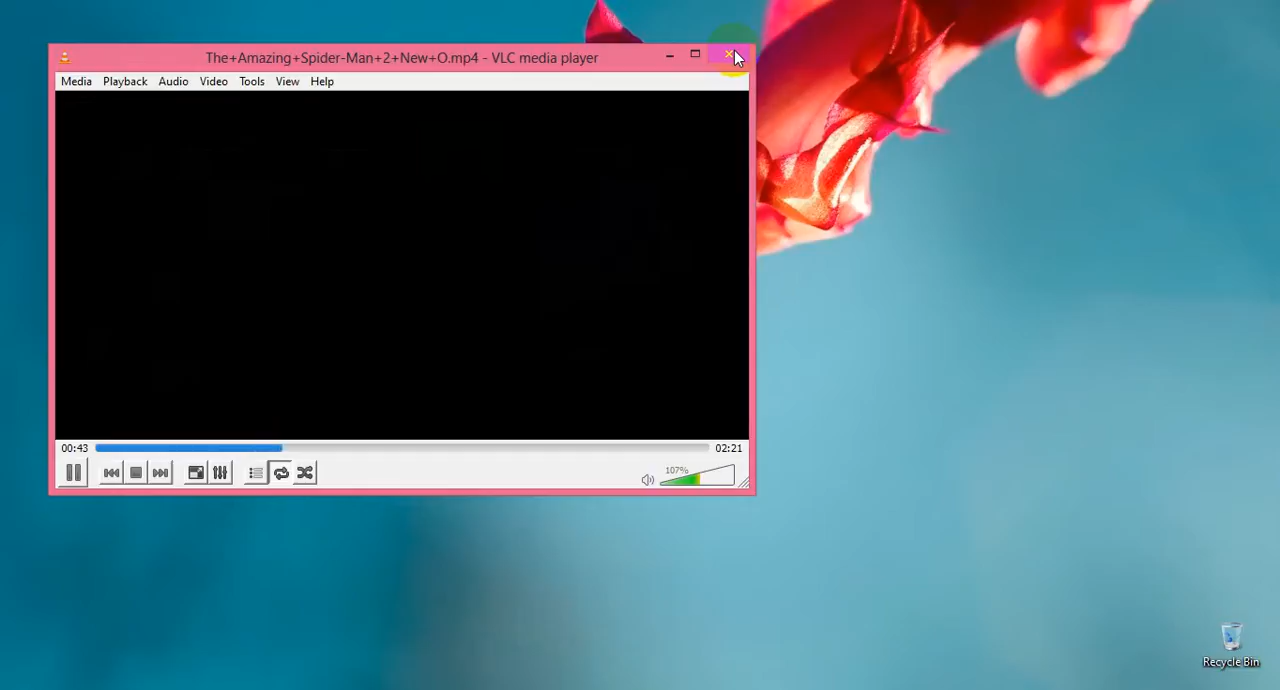 The+Amazing+Spider-Man+2+New+O.mp4 - VLC media player
Media Playback Audio Video Tools View Help
00:43 02:21
107%
Recycle Bin